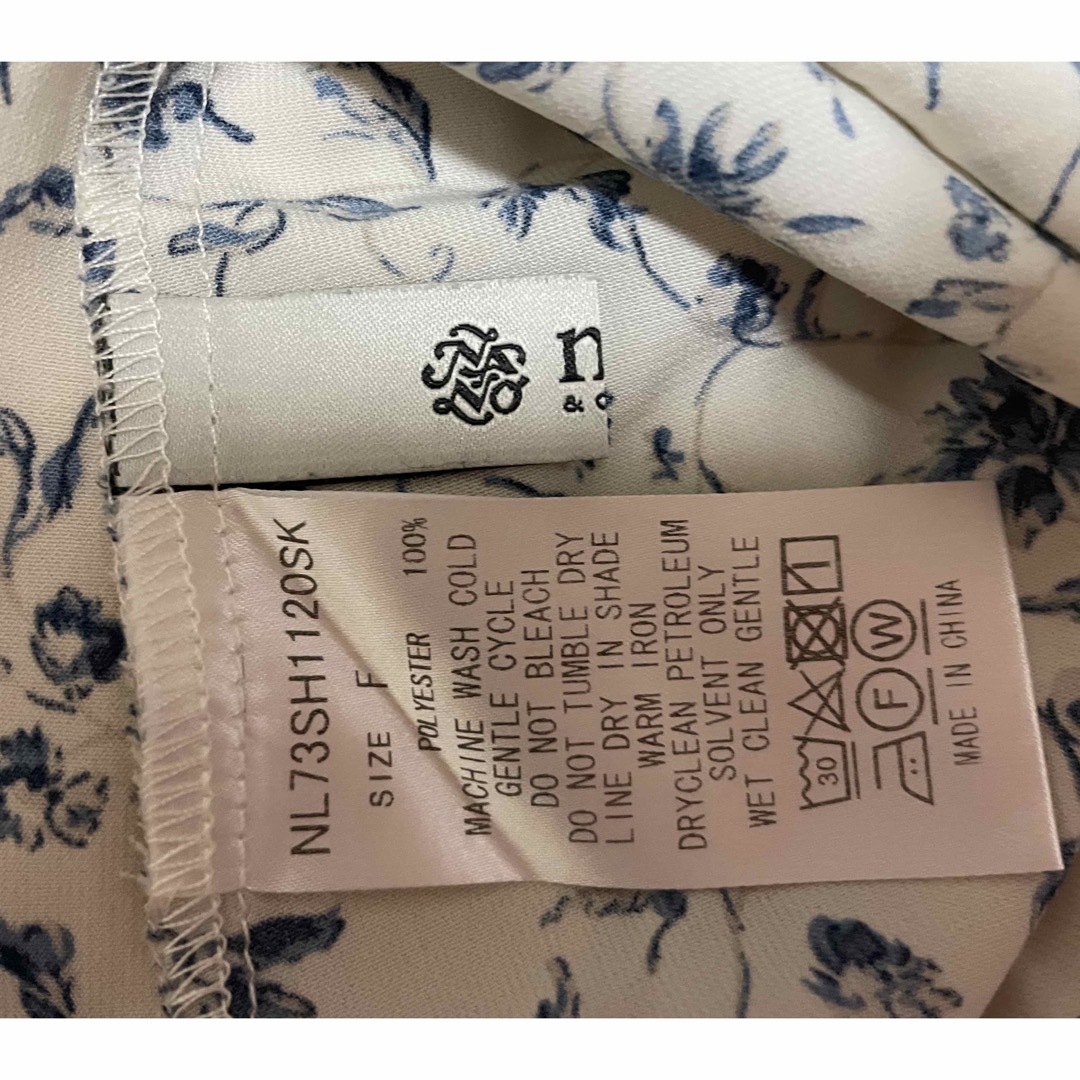 n
&
NL73SH1120SK
SIZE F
POLYESTER 100%
MACHINE WASH COLD
GENTLE CYCLE
DO NOT BLEACH
DO NOT TUMBLE DRY
LINE DRY IN SHADE
WARM IRON
DRYCLEAN PETROLEUM
SOLVENT ONLY
WET CLEAN GENTLE
30
F W
MADE IN CHINA